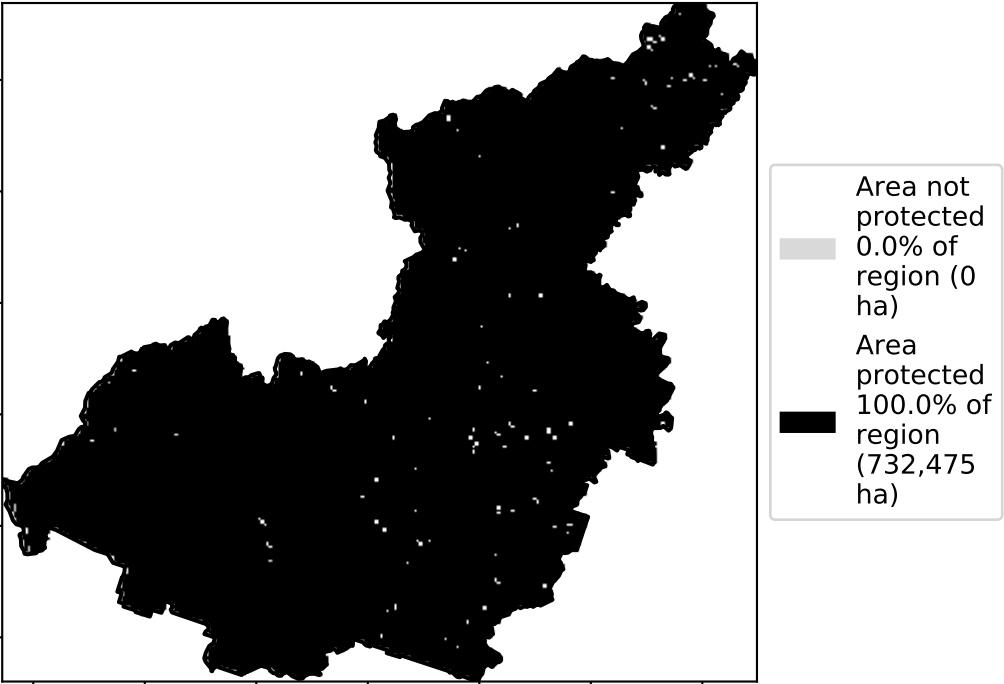 Area not
protected
0.0% of
region (0
ha)
Area
protected
100.0% of
region
(732,475
ha)